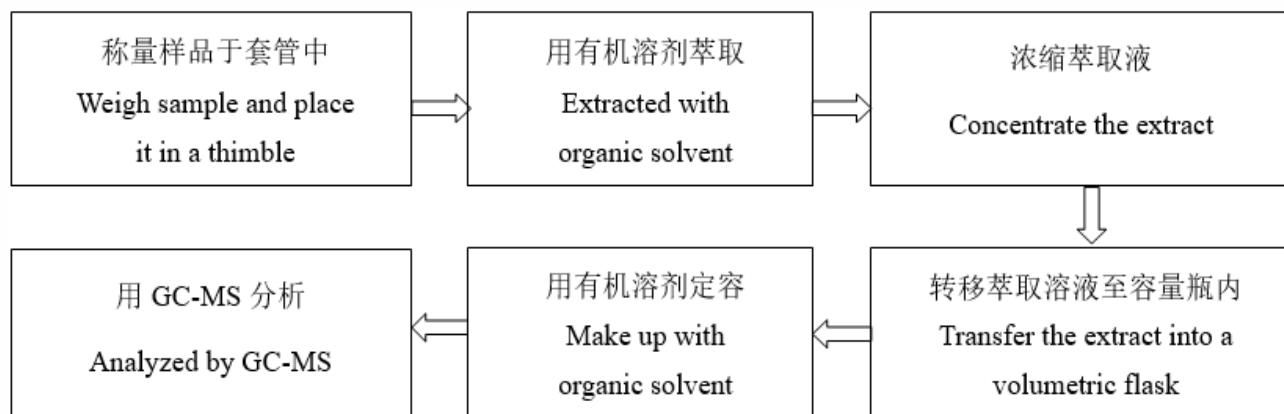 称量样品于套管中
Weigh sample and place
it in a thimble
用有机溶剂萃取
Extracted with
organic solvent
浓缩萃取液
Concentrate the extract
转移萃取溶液至容量瓶内
Transfer the extract into a
volumetric flask
用有机溶剂定容
Make up with
organic solvent
用 GC-MS 分析
Analyzed by GC-MS